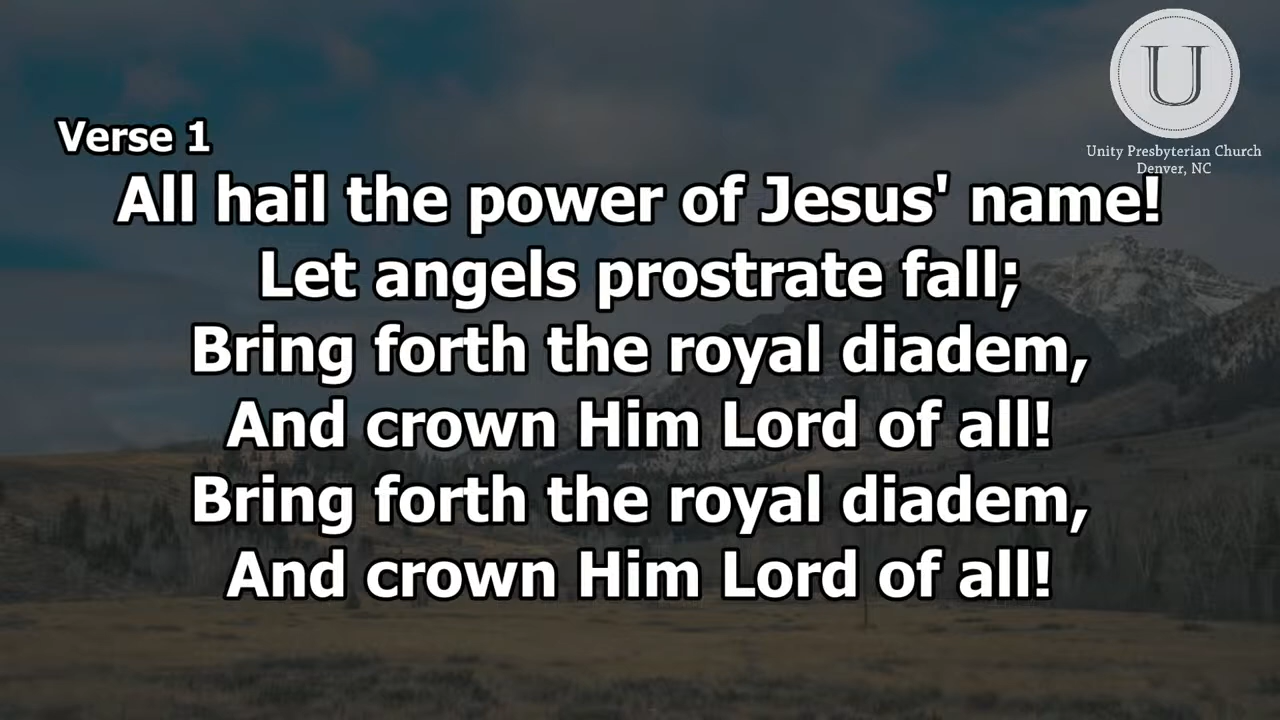 U
Unity Presbyterian Church
Denver, NC
Verse 1
All hail the power of Jesus' name!
Let angels prostrate fall;
Bring forth the royal diadem,
And crown Him Lord of all!
Bring forth the royal diadem,
And crown Him Lord of all!